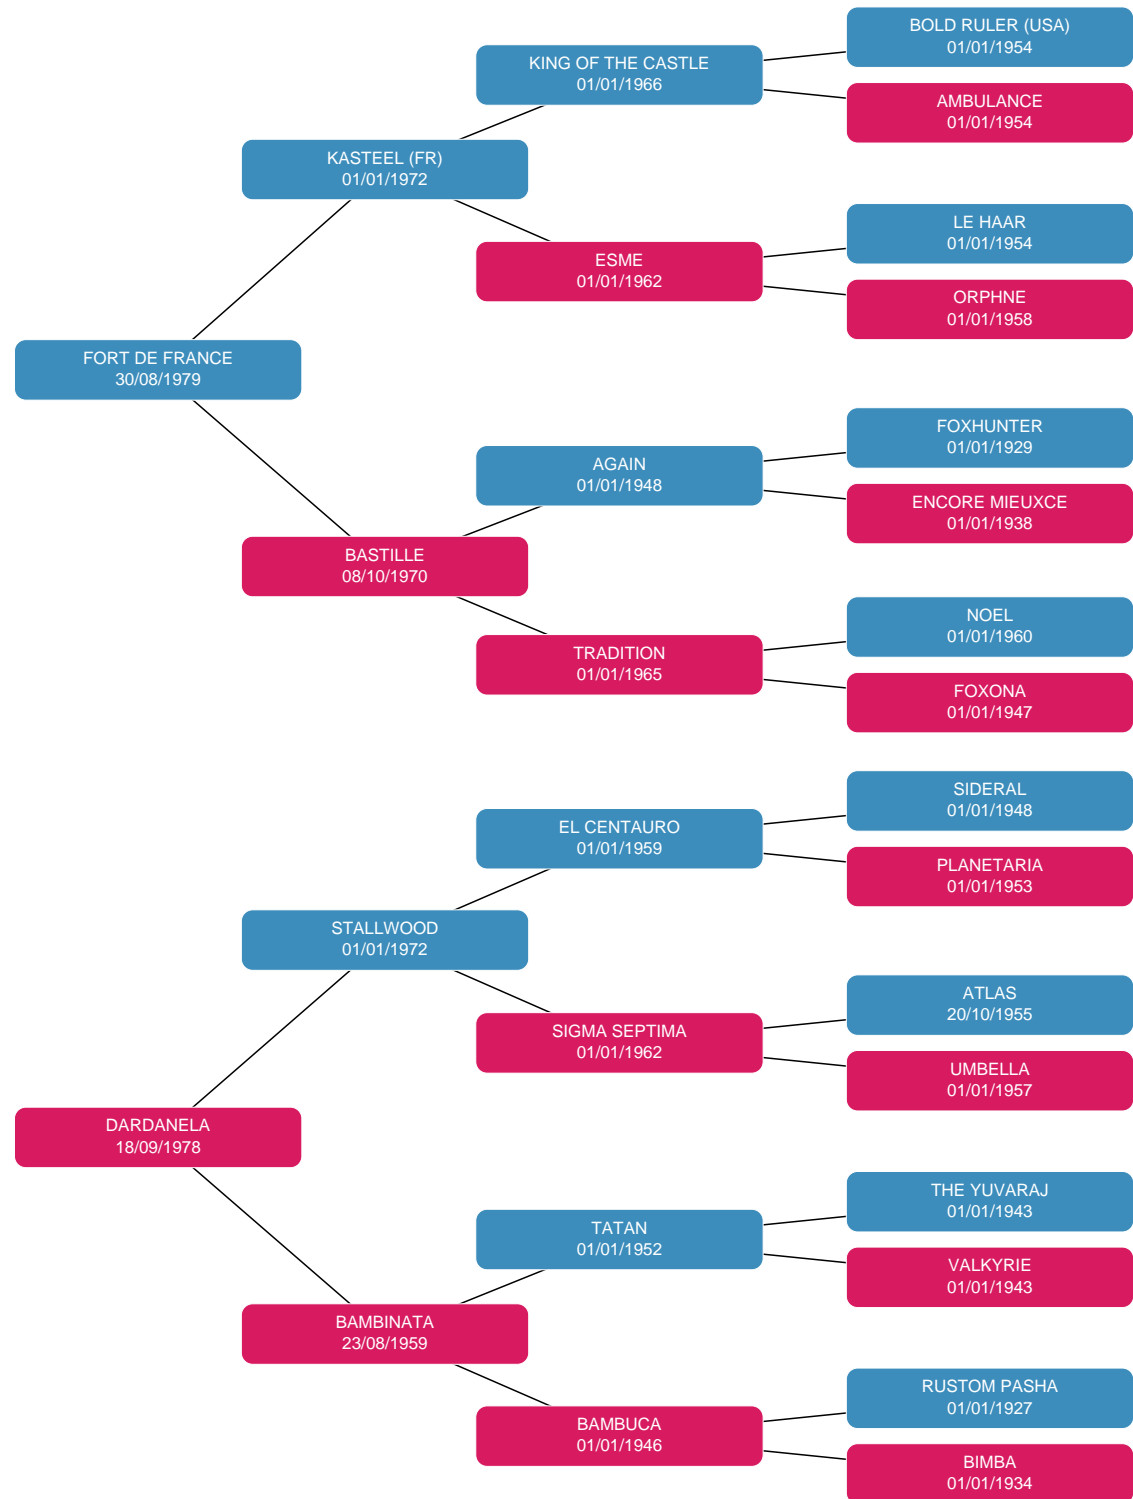 BOLD RULER (USA)
01/01/1954
KING OF THE CASTLE
01/01/1966
AMBULANCE
01/01/1954
KASTEEL (FR)
01/01/1972
LE HAAR
01/01/1954
ESME
01/01/1962
ORPHNE
01/01/1958
FORT DE FRANCE
30/08/1979
FOXHUNTER
01/01/1929
AGAIN
01/01/1948
ENCORE MIEUXCE
01/01/1938
BASTILLE
08/10/1970
NOEL
01/01/1960
TRADITION
01/01/1965
FOXONA
01/01/1947
SIDERAL
01/01/1948
EL CENTAURO
01/01/1959
PLANETARIA
01/01/1953
STALLWOOD
01/01/1972
ATLAS
20/10/1955
SIGMA SEPTIMA
01/01/1962
UMBELLA
01/01/1957
DARDANELA
18/09/1978
THE YUVARAJ
01/01/1943
TATAN
01/01/1952
VALKYRIE
01/01/1943
BAMBINATA
23/08/1959
RUSTOM PASHA
01/01/1927
BAMBUCA
01/01/1946
BIMBA
01/01/1934